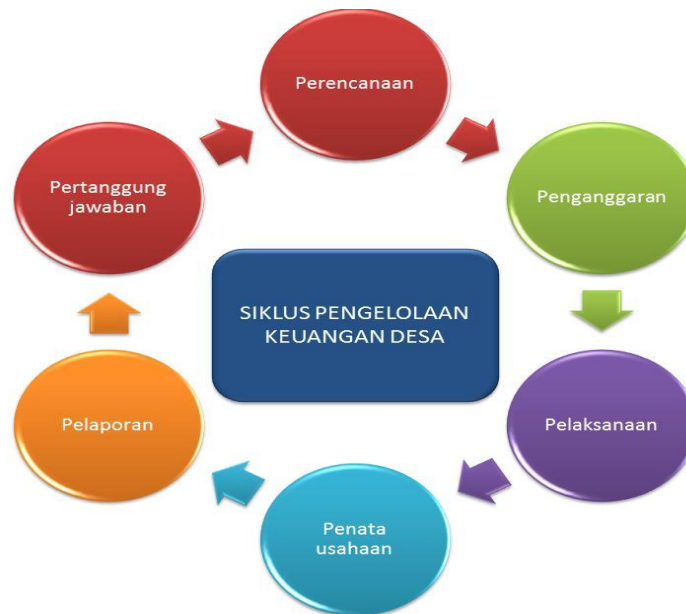 Perencanaan
Penganggaran
Pelaksanaan
Penata
usahaan
Pelaporan
Pertanggung
jawaban
SIKLUS PENGELOLAAN
KEUANGAN DESA